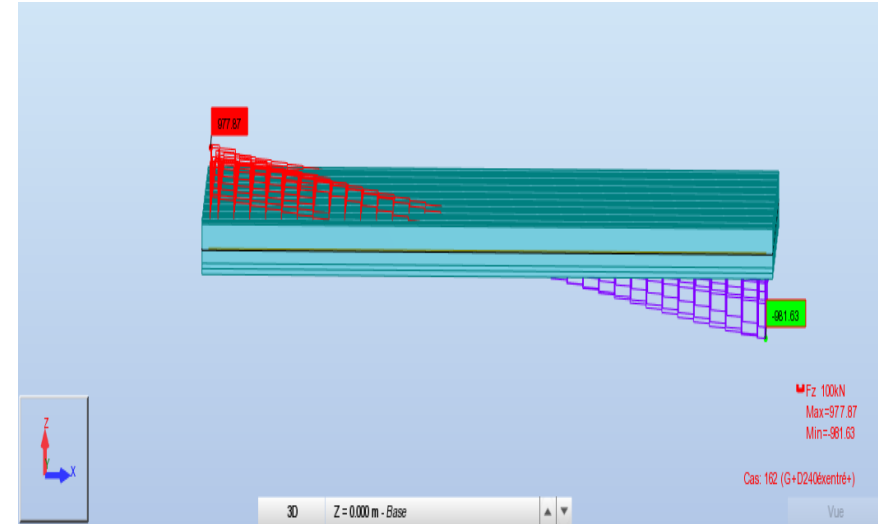 977.87
-981.63
Fz 100kN
Max=977.87
Min=-981.63
Cas: 162 (G+D240éxentré+)
Z
Y
X
3D Z = 0.000 m - Base
Vue